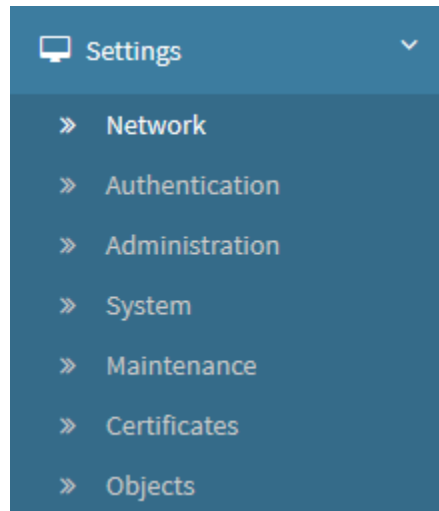 Settings
Network
Authentication
Administration
System
Maintenance
Certificates
Objects